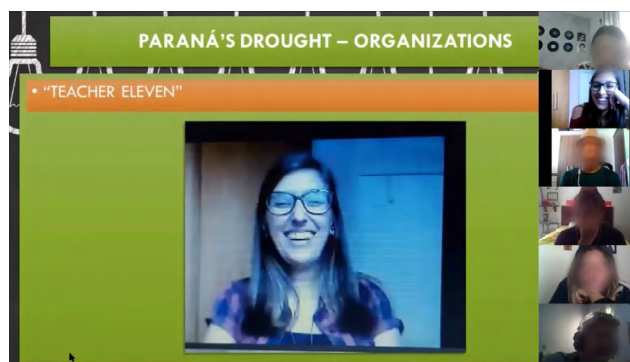 PARANÁ'S DROUGHT – ORGANIZATIONS
• "TEACHER ELEVEN"